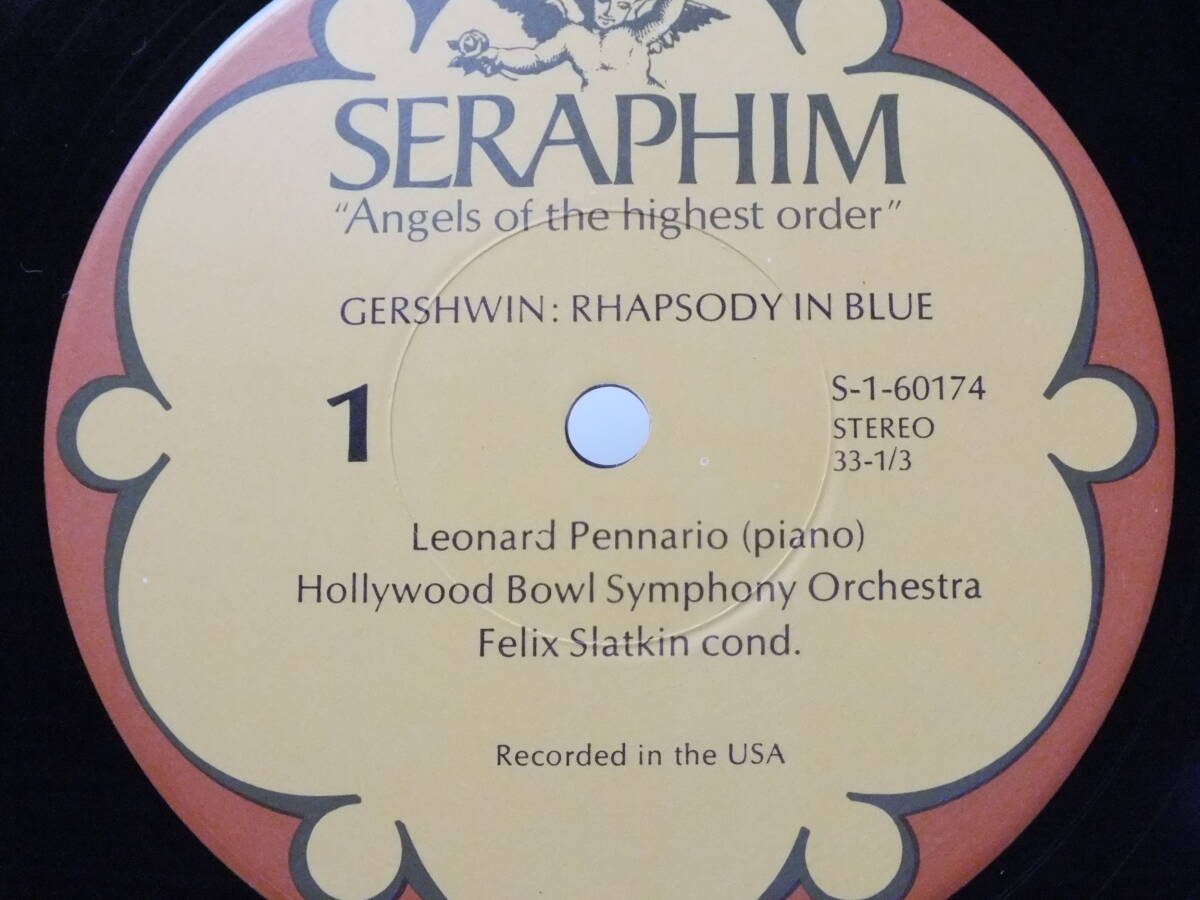 SERAPHIM
“Angels of the highest order”
GERSHWIN: RHAPSODY IN BLUE
1
S-1-60174
STEREO
33-1/3
Leonard Pennario (piano)
Hollywood Bowl Symphony Orchestra
Felix Slatkin cond.
Recorded in the USA